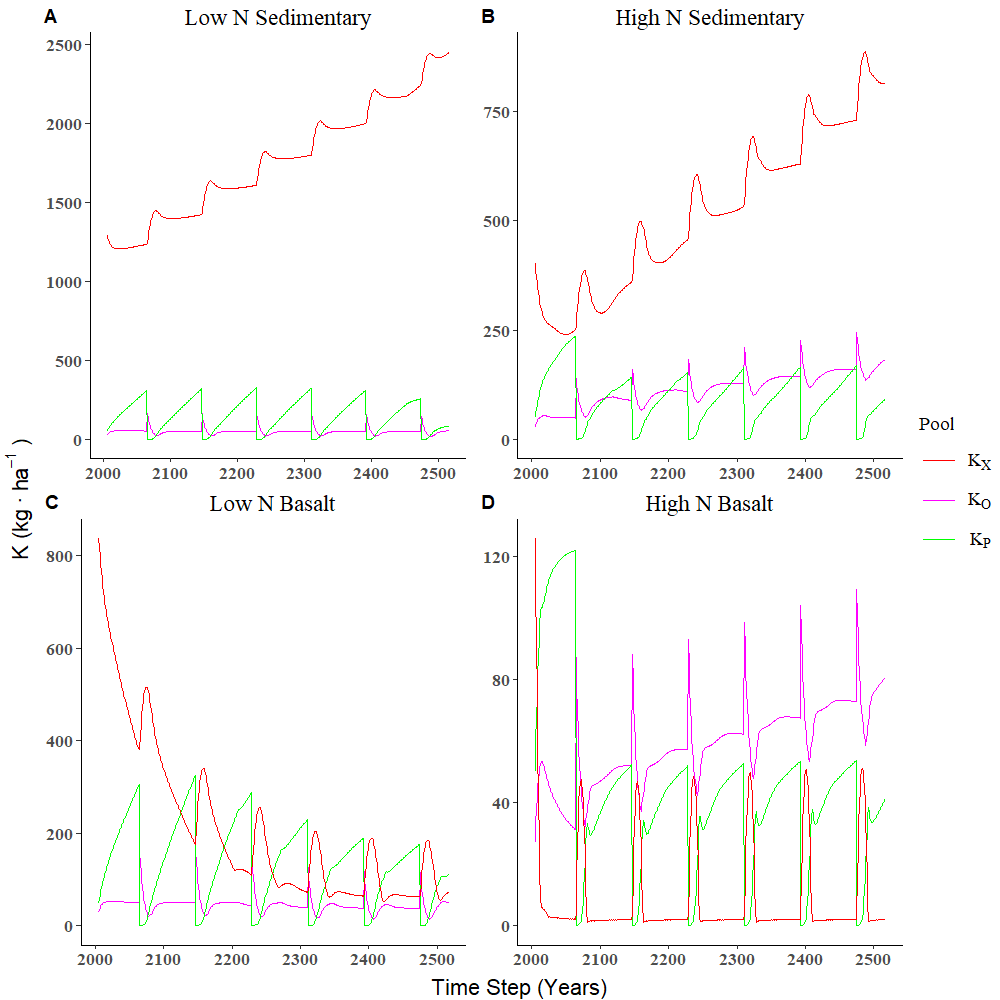 A Low N Sedimentary
B High N Sedimentary
2500
2000
1500
1000
500
0
2000 2100 2200 2300 2400 2500
750
500
250
0
2000 2100 2200 2300 2400 2500
C Low N Basalt
D High N Basalt
800
600
400
200
0
2000 2100 2200 2300 2400 2500
120
80
40
0
2000 2100 2200 2300 2400 2500
K (kg · ha⁻¹ )
Time Step (Years)
Pool
K_X
K_O
K_P